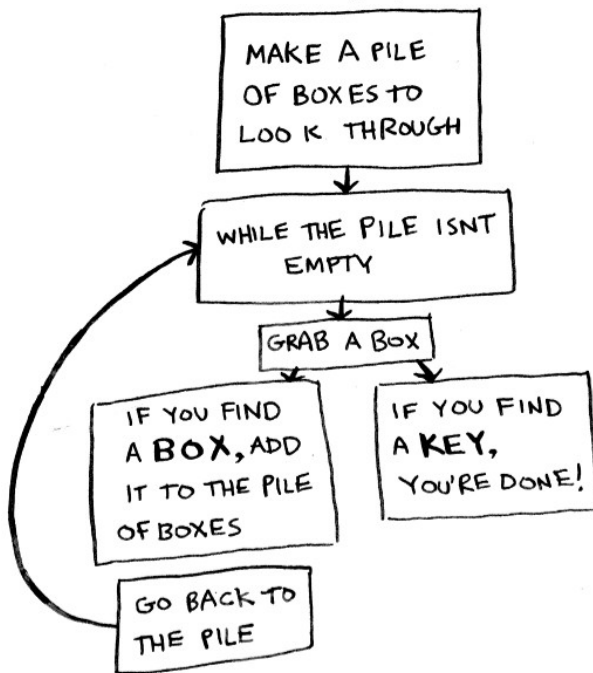 MAKE A PILE
OF BOXES TO
LOOK THROUGH
WHILE THE PILE ISNT
EMPTY
GRAB A BOX
IF YOU FIND
A BOX, ADD
IT TO THE PILE
OF BOXES
IF YOU FIND
A KEY,
YOU'RE DONE!
GO BACK TO
THE PILE